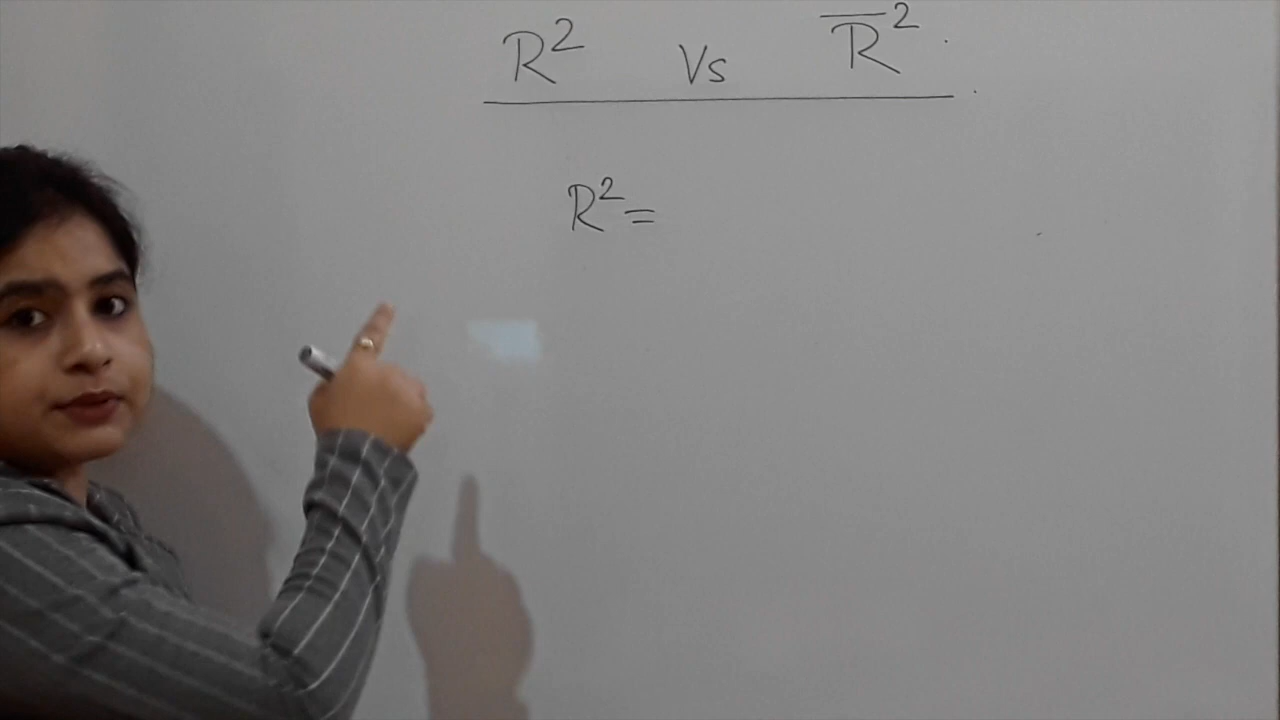 R² Vs R̅²
R² =